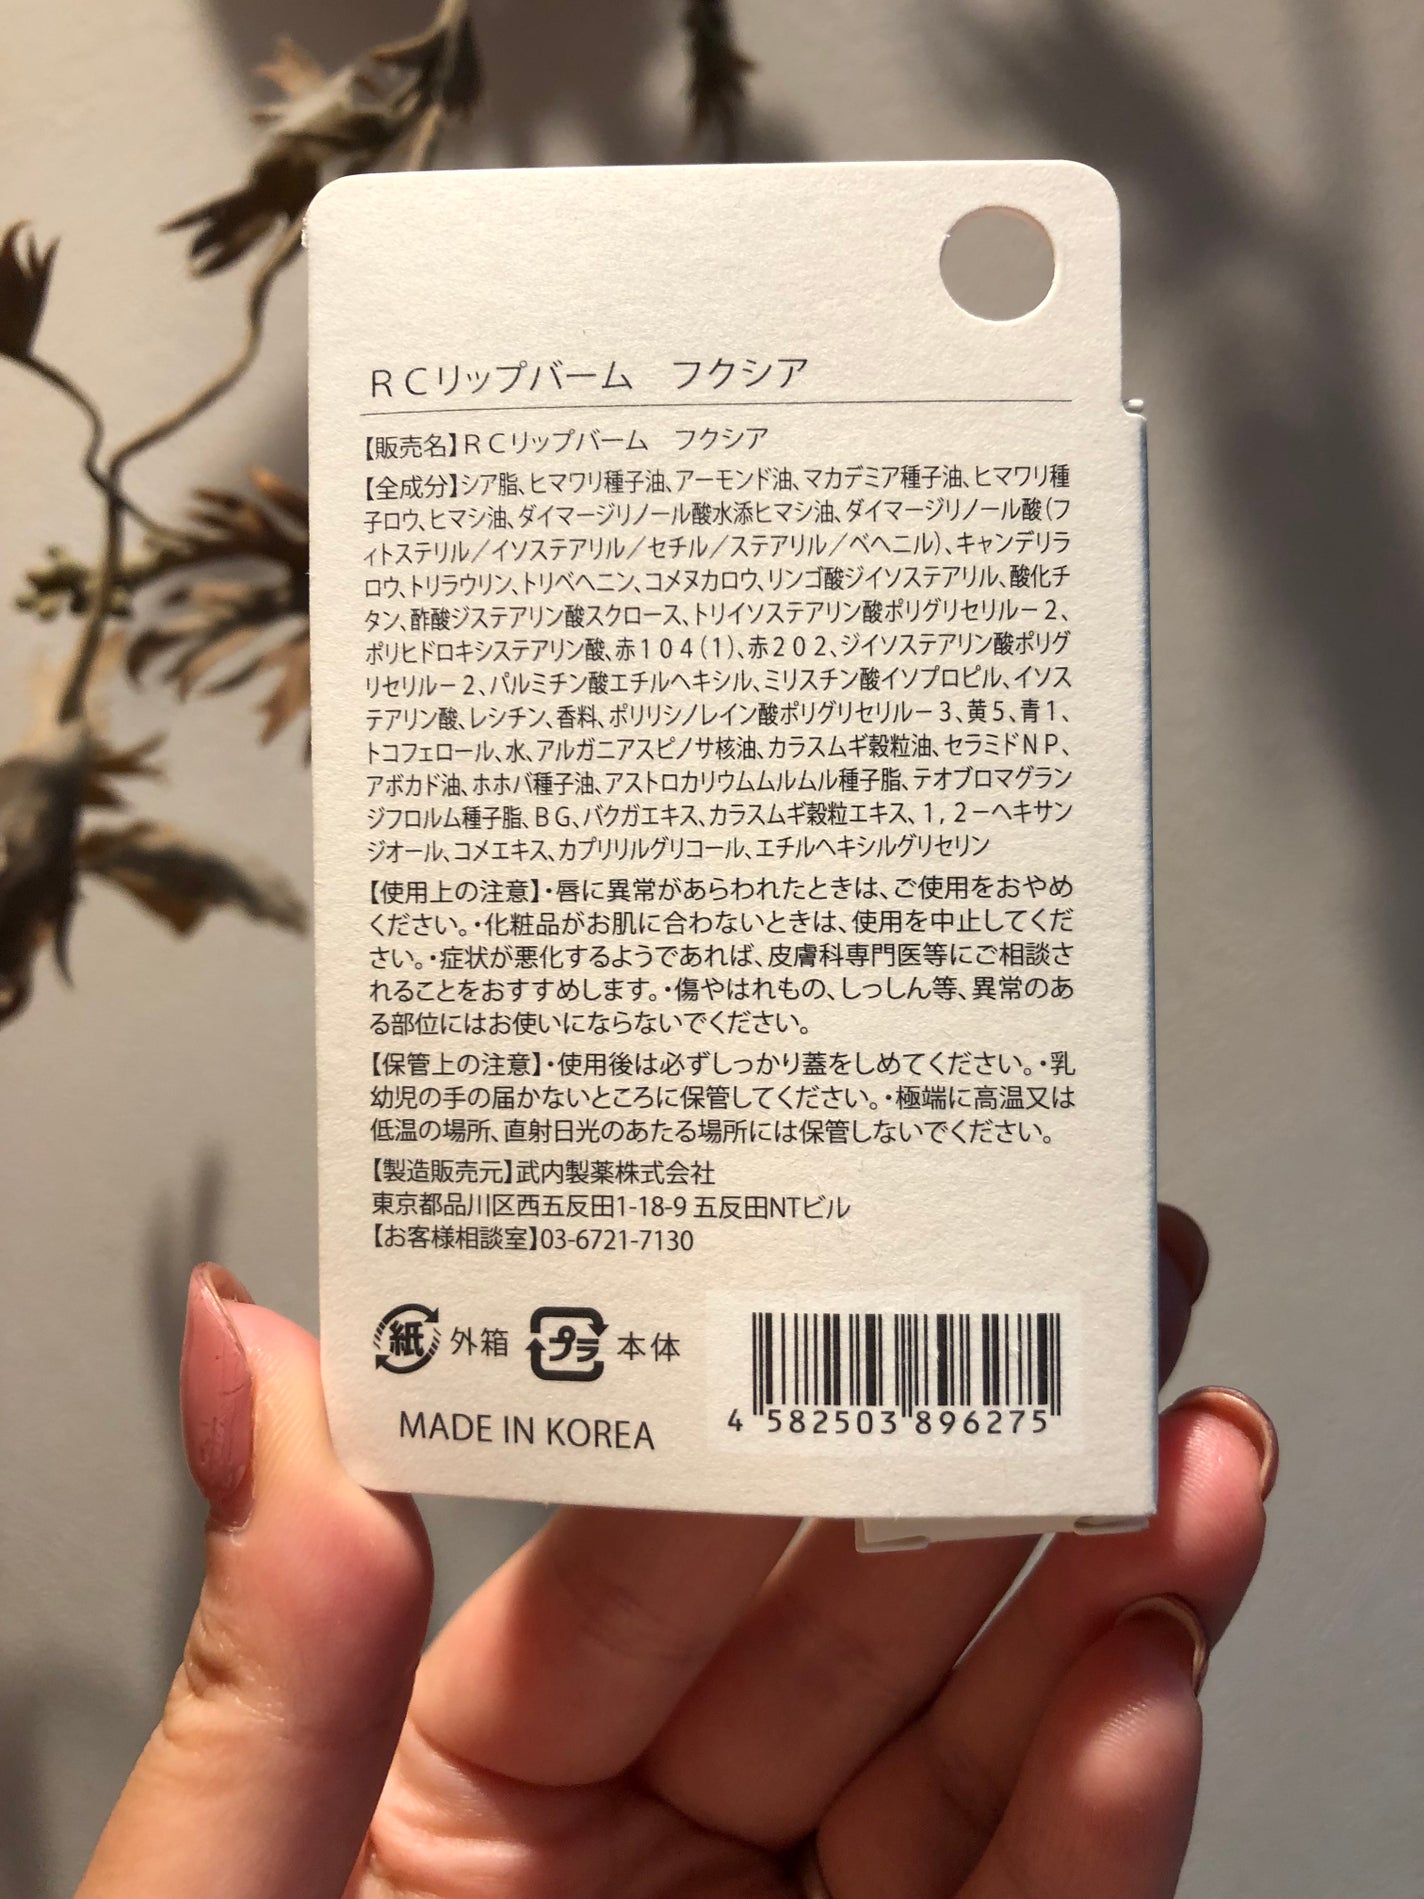 RCリップバーム　フクシア
【販売名】RCリップバーム　フクシア
【全成分】シア脂、ヒマワリ種子油、アーモンド油、マカデミア種子油、ヒマワリ種
子ロウ、ヒマシ油、ダイマージリノール酸水添ヒマシ油、ダイマージリノール酸(フ
ィトステリル／イソステアリル／セチル／ステアリル／ベヘニル)、キャンデリラ
ロウ、トリラウリン、トリベヘニン、コメヌカロウ、リンゴ酸ジイソステアリル、酸化チ
タン、酢酸ジステアリン酸スクロース、トリイソステアリン酸ポリグリセリル－2、
ポリヒドロキシステアリン酸、赤104(1)、赤202、ジイソステアリン酸ポリグ
リセリル－2、パルミチン酸エチルヘキシル、ミリスチン酸イソプロピル、イソス
テアリン酸、レシチン、香料、ポリリシノレイン酸ポリグリセリル－3、黄5、青1、
トコフェロール、水、アルガニアスピノサ核油、カラスムギ穀粒油、セラミドNP、
アボカド油、ホホバ種子油、アストロカリウムムルムル種子脂、テオブロマグラン
ジフロルム種子脂、BG、バクガエキス、カラスムギ穀粒エキス、1,2－ヘキサン
ジオール、コメエキス、カプリリルグリコール、エチルヘキシルグリセリン
【使用上の注意】・唇に異常があらわれたときは、ご使用をおやめ
ください。・化粧品がお肌に合わないときは、使用を中止してくだ
さい。・症状が悪化するようであれば、皮膚科専門医等にご相談さ
れることをおすすめします。・傷やはれもの、しっしん等、異常のあ
る部位にはお使いにならないでください。
【保管上の注意】・使用後は必ずしっかり蓋をしめてください。・乳
幼児の手の届かないところに保管してください。・極端に高温又は
低温の場所、直射日光のあたる場所には保管しないでください。
【製造販売元】武内製薬株式会社
東京都品川区西五反田1-18-9 五反田NTビル
【お客様相談室】03-6721-7130
紙 外箱 プラ 本体
MADE IN KOREA
4 582503 896275